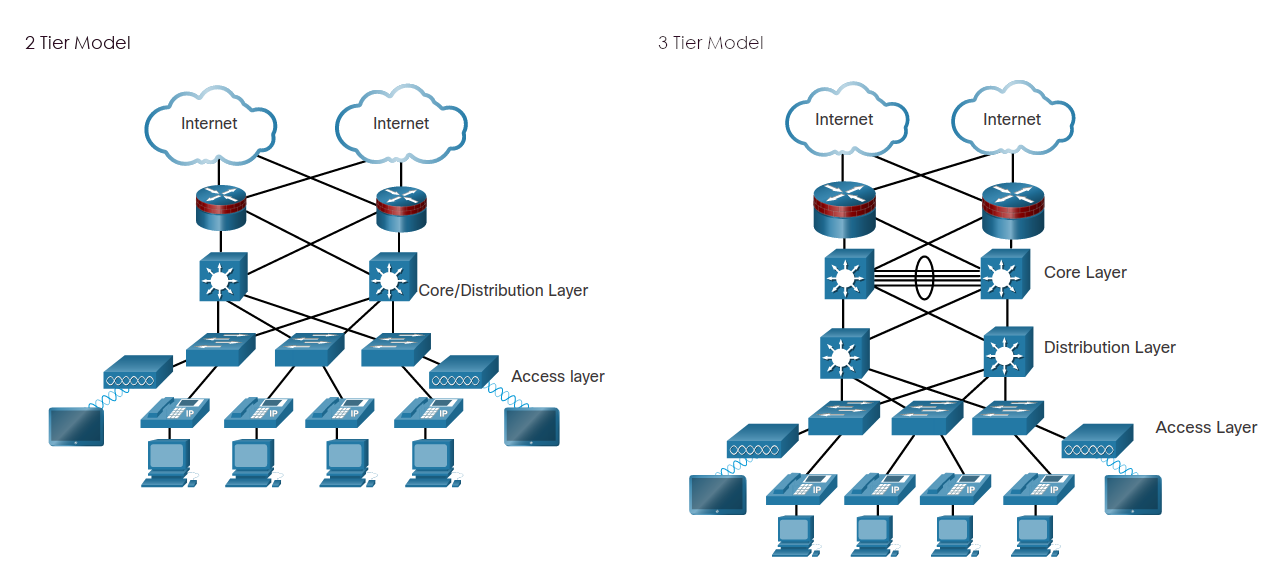 2 Tier Model
3 Tier Model
Internet
Internet
Internet
Internet
Core/Distribution Layer
Core Layer
Distribution Layer
Access layer
Access Layer
IP
IP
IP
IP
IP
IP
IP
IP